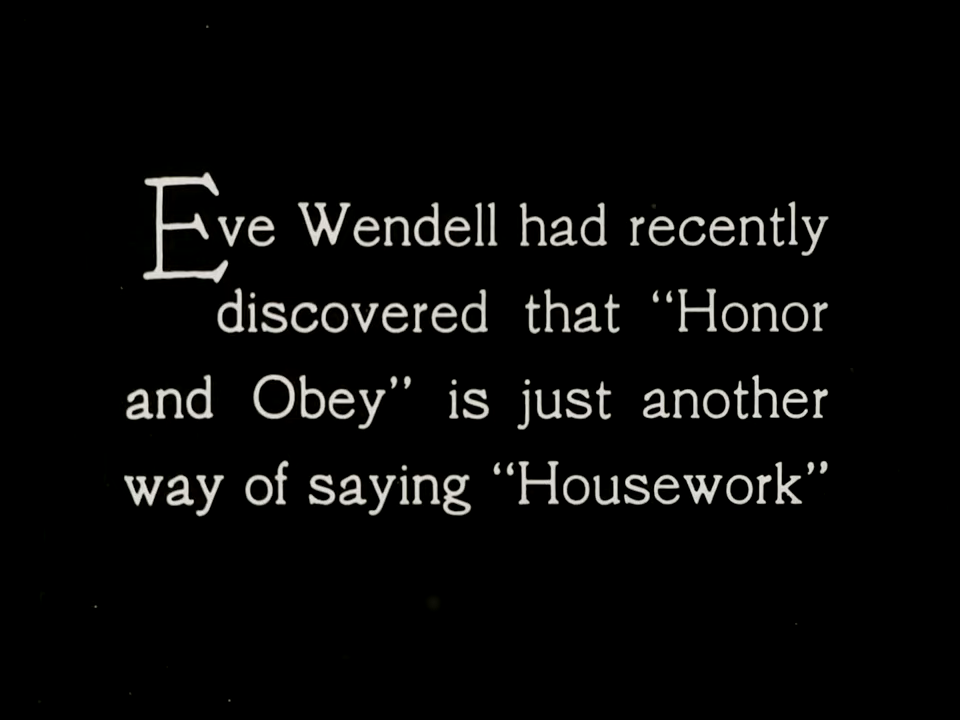 Eve Wendell had recently
discovered that “Honor
and Obey” is just another
way of saying “Housework”